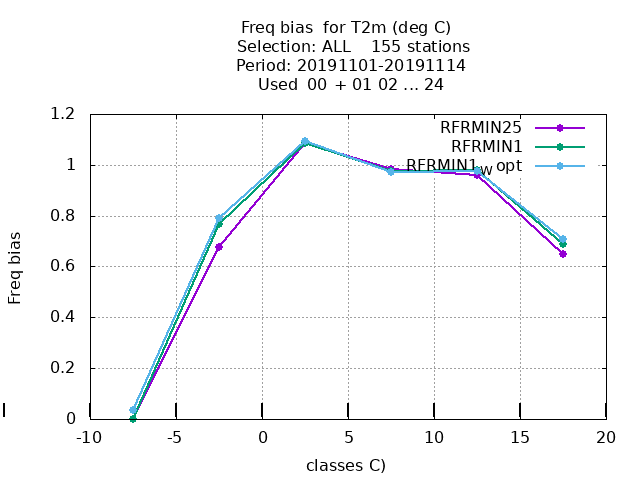 Freq bias for T2m (deg C)
Selection: ALL 155 stations
Period: 20191101-20191114
Used 00 + 01 02 ... 24
RFRMIN25
RFRMIN1
RFRMIN1w opt
Freq bias
1.2
1
0.8
0.6
0.4
0.2
0
-10 -5 0 5 10 15 20
classes C)